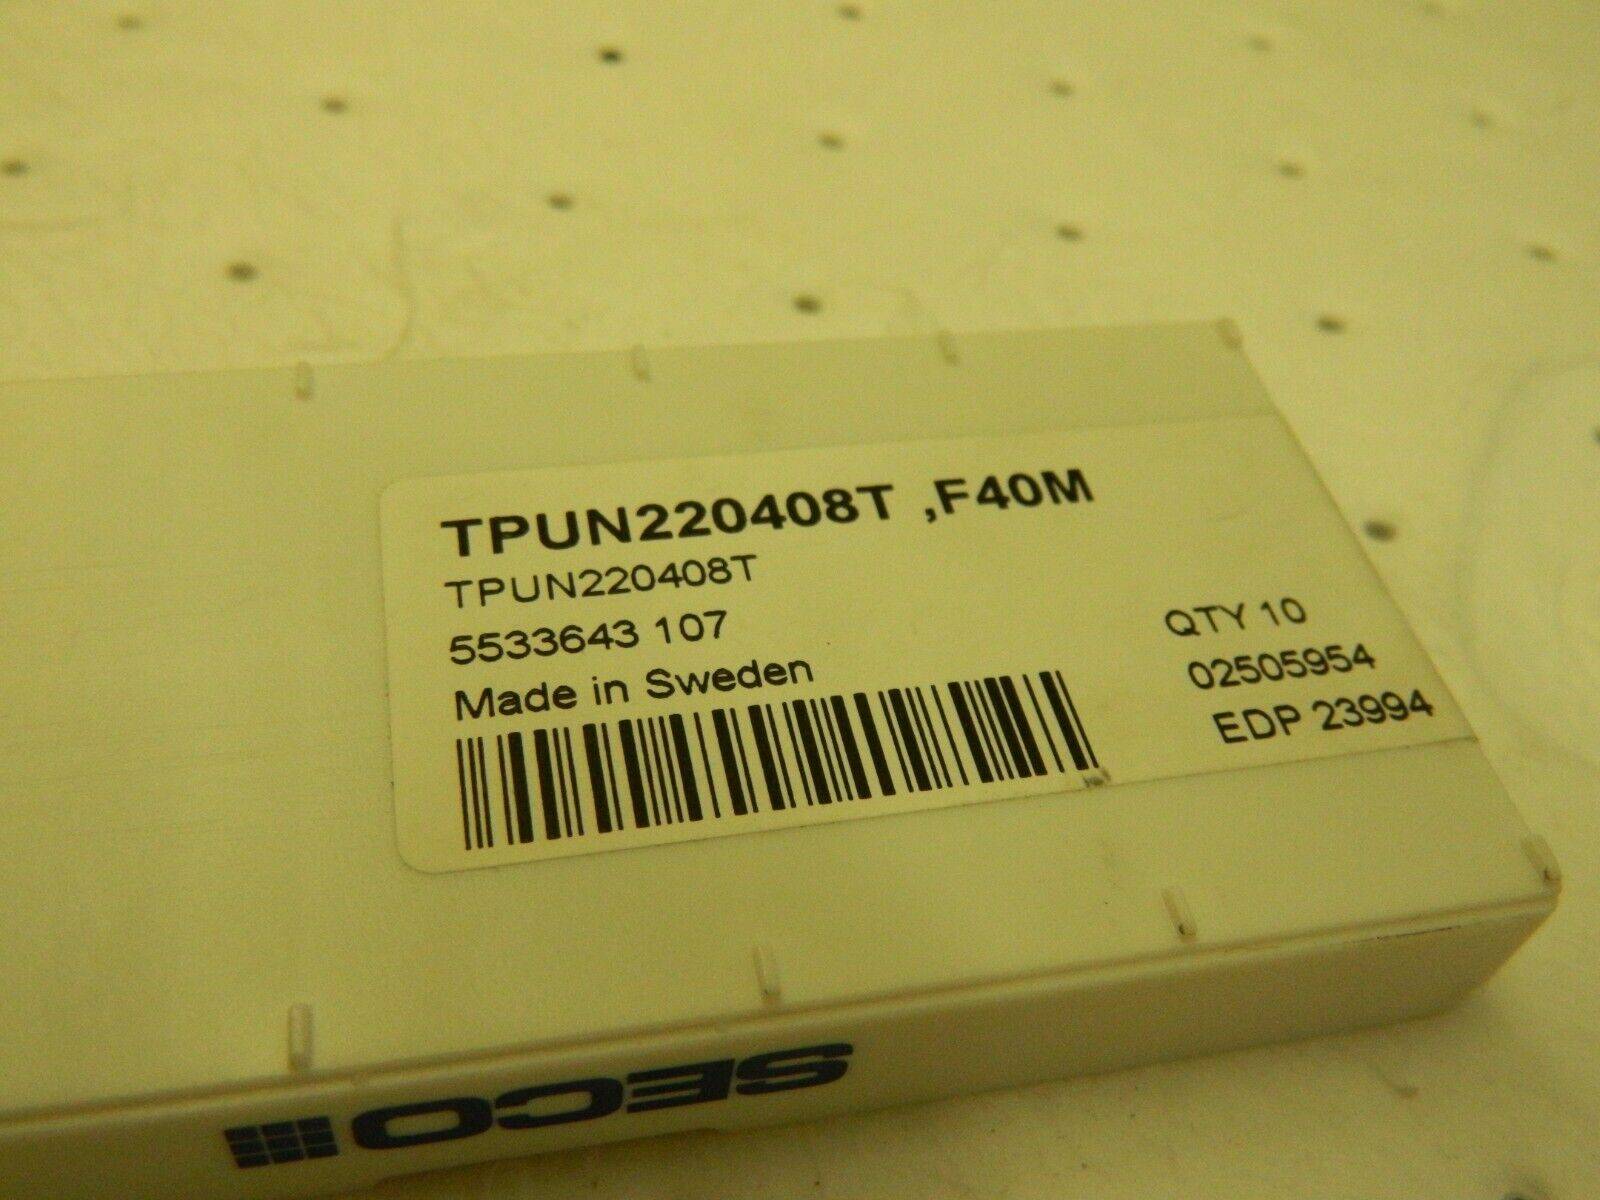 TPUN220408T ,F40M
TPUN220408T
5533643 107
Made in Sweden
QTY 10
02505954
EDP 23994
SECO